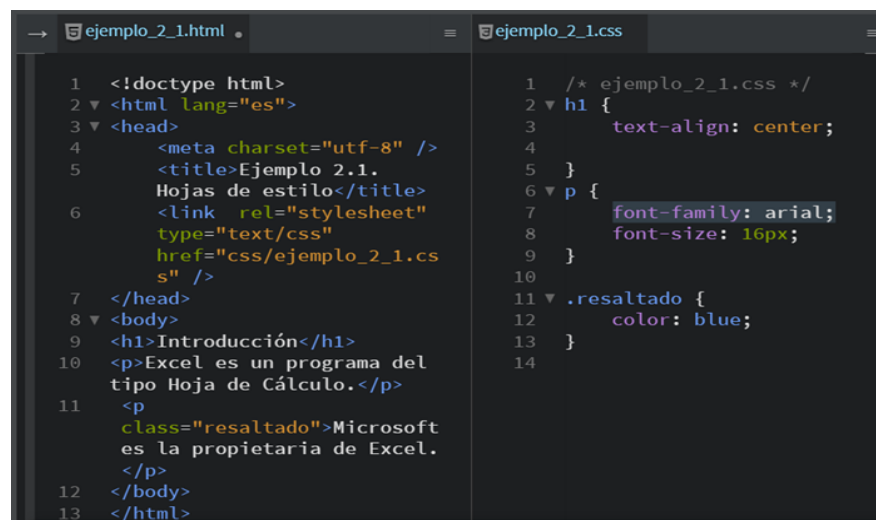 → ejemplo_2_1.html
1 <!doctype html>
2 ▼ <html lang="es">
3 ▼ <head>
4 <meta charset="utf-8" />
5 <title>Ejemplo 2.1.
Hojas de estilo</title>
6 <link  rel="stylesheet"
type="text/css"
href="css/ejemplo_2_1.cs
s" />
7 </head>
8 ▼ <body>
9 <h1>Introducción</h1>
10 <p>Excel es un programa del
tipo Hoja de Cálculo.</p>
11 <p
class="resaltado">Microsoft
es la propietaria de Excel.
</p>
12 </body>
13 </html>
ejemplo_2_1.css
1 /* ejemplo_2_1.css */
2 ▼ h1 {
3 text-align: center;
4
5 }
6 ▼ p {
7 font-family: arial;
8 font-size: 16px;
9 }
10
11 ▼ .resaltado {
12 color: blue;
13 }
14